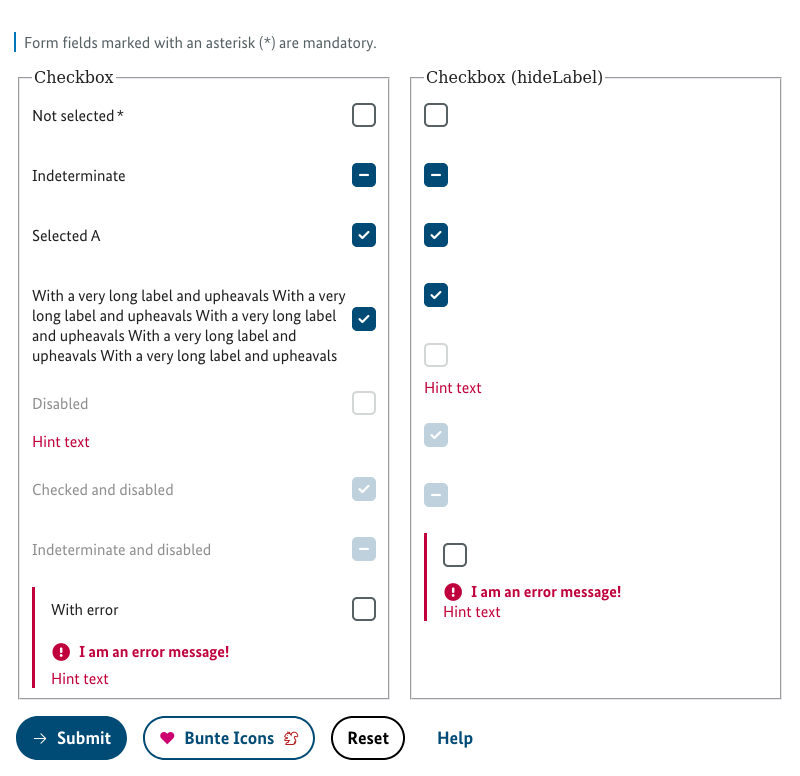 Form fields marked with an asterisk (*) are mandatory.
Checkbox
Not selected *
Indeterminate
Selected A
With a very long label and upheavals With a very
long label and upheavals With a very long label
and upheavals With a very long label and
upheavals With a very long label and upheavals
Disabled
Hint text
Checked and disabled
Indeterminate and disabled
With error
I am an error message!
Hint text
Checkbox (hideLabel)
Hint text
I am an error message!
Hint text
Submit
Bunte Icons
Reset
Help